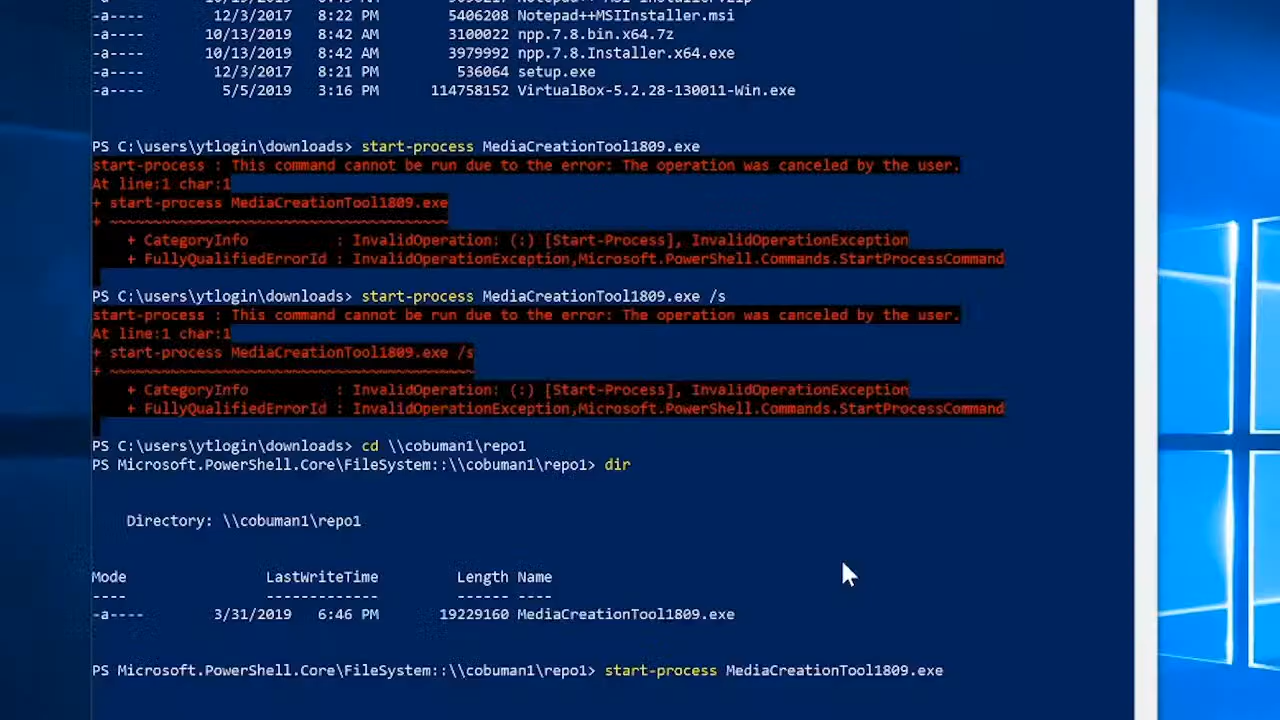 -a---- 12/3/2017 8:22 PM 5406208 Notepad++MSIInstaller.msi
-a---- 10/13/2019 8:42 AM 3100022 npp.7.8.bin.x64.7z
-a---- 10/13/2019 8:42 AM 3979992 npp.7.8.Installer.x64.exe
-a---- 12/3/2017 8:21 PM 536064 setup.exe
-a---- 5/5/2019 3:16 PM 114758152 VirtualBox-5.2.28-130011-Win.exe
PS C:\users\ytlogin\downloads> start-process MediaCreationTool1809.exe
start-process : This command cannot be run due to the error: The operation was canceled by the user.
At line:1 char:1
+ start-process MediaCreationTool1809.exe
+ ~~~~~~~~~~~~~~~~~~~~~~~~~~~~~~~~~~~~~~~
+ CategoryInfo : InvalidOperation: (:) [Start-Process], InvalidOperationException
+ FullyQualifiedErrorId : InvalidOperationException,Microsoft.PowerShell.Commands.StartProcessCommand
PS C:\users\ytlogin\downloads> start-process MediaCreationTool1809.exe /s
start-process : This command cannot be run due to the error: The operation was canceled by the user.
At line:1 char:1
+ start-process MediaCreationTool1809.exe /s
+ ~~~~~~~~~~~~~~~~~~~~~~~~~~~~~~~~~~~~~~~~~~
+ CategoryInfo : InvalidOperation: (:) [Start-Process], InvalidOperationException
+ FullyQualifiedErrorId : InvalidOperationException,Microsoft.PowerShell.Commands.StartProcessCommand
PS C:\users\ytlogin\downloads> cd \\cobuman1\repo1
PS Microsoft.PowerShell.Core\FileSystem::\\cobuman1\repo1> dir
Directory: \\cobuman1\repo1
Mode LastWriteTime Length Name
---- ------------- ------ ----
-a---- 3/31/2019 6:46 PM 19229160 MediaCreationTool1809.exe
PS Microsoft.PowerShell.Core\FileSystem::\\cobuman1\repo1> start-process MediaCreationTool1809.exe